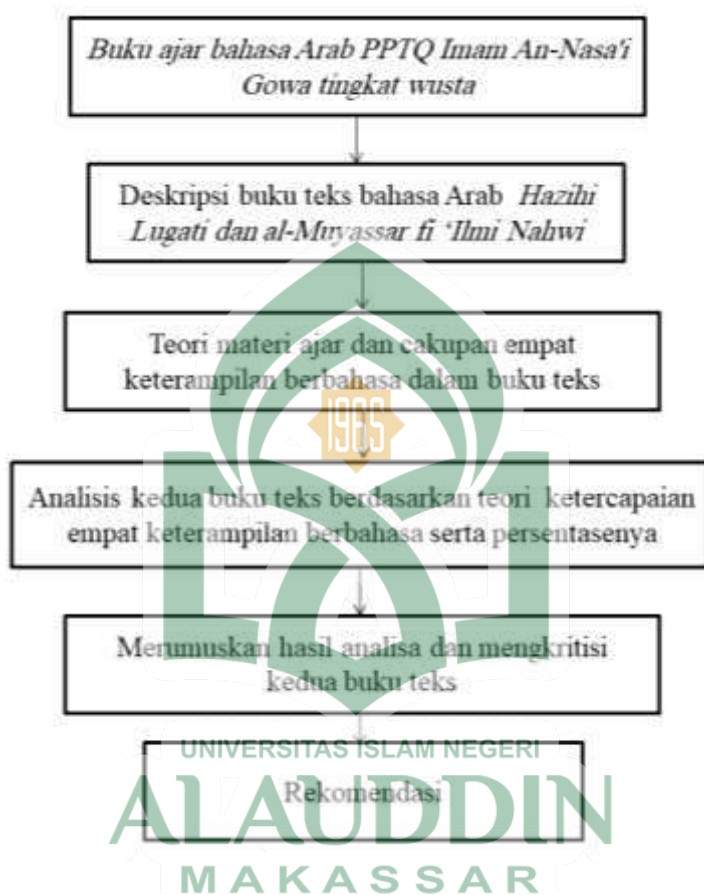 Buku ajar bahasa Arab PPTQ Imam An-Nasa'i
Gowa tingkat wusta
Deskripsi buku teks bahasa Arab Hazihi
Lugati dan al-Muyassar fi ‘Ilmi Nahwi
Teori materi ajar dan cakupan empat
keterampilan berbahasa dalam buku teks
1965
Analisis kedua buku teks berdasarkan teori ketercapaian
empat keterampilan berbahasa serta persentasenya
Merumuskan hasil analisa dan mengkritisi
kedua buku teks
UNIVERSITAS ISLAM NEGERI
Rekomendasi
ALAUDDIN
MAKASSAR